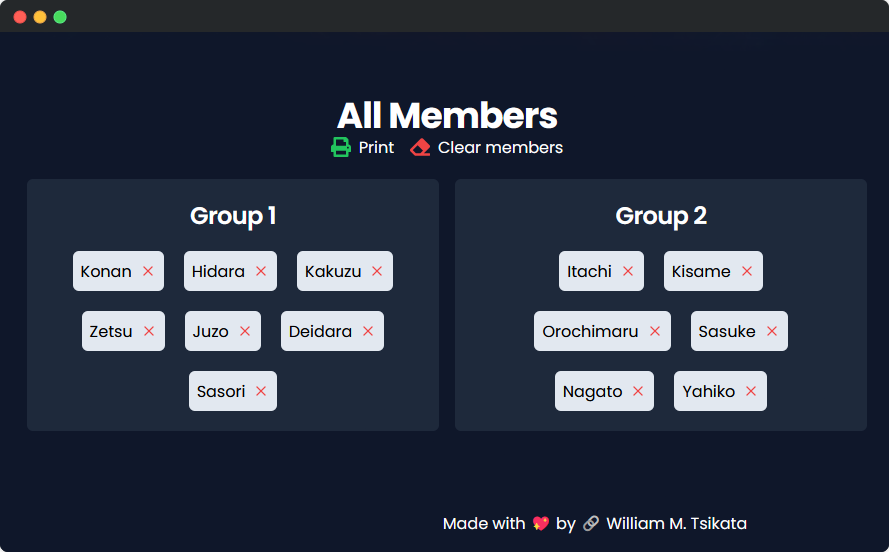 All Members
Print Clear members
Group 1
Konan Hidara Kakuzu
Zetsu Juzo Deidara
Sasori
Group 2
Itachi Kisame
Orochimaru Sasuke
Nagato Yahiko
Made with 💖 by 🔗 William M. Tsikata